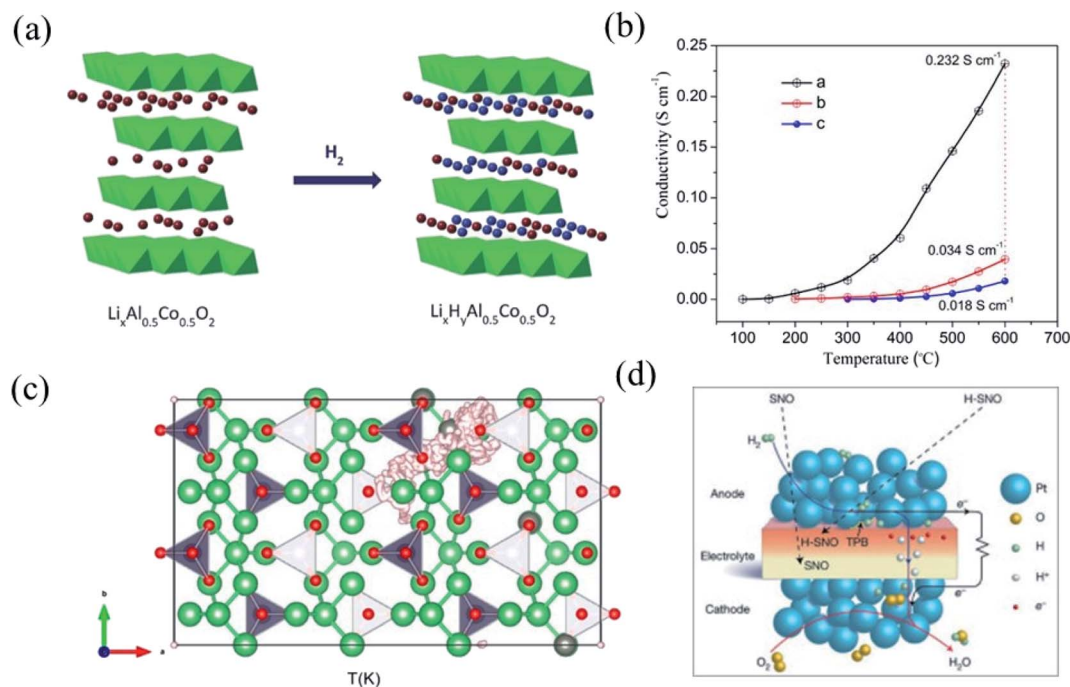 (a)
H₂
LiₓAl₀.₅Co₀.₅O₂
LiₓHᵧAl₀.₅Co₀.₅O₂
(b)
Conductivity (S cm⁻¹)
0.25
0.20
0.15
0.10
0.05
0.00
a
b
c
0.232 S cm⁻¹
0.034 S cm⁻¹
0.018 S cm⁻¹
100 200 300 400 500 600 700
Temperature (°C)
(c)
b
a
T(K)
(d)
SNO
H-SNO
H₂
Anode
e⁻
H-SNO TPB
Electrolyte
SNO
Cathode
e⁻
O₂
H₂O
Pt
O
H
H⁺
e⁻